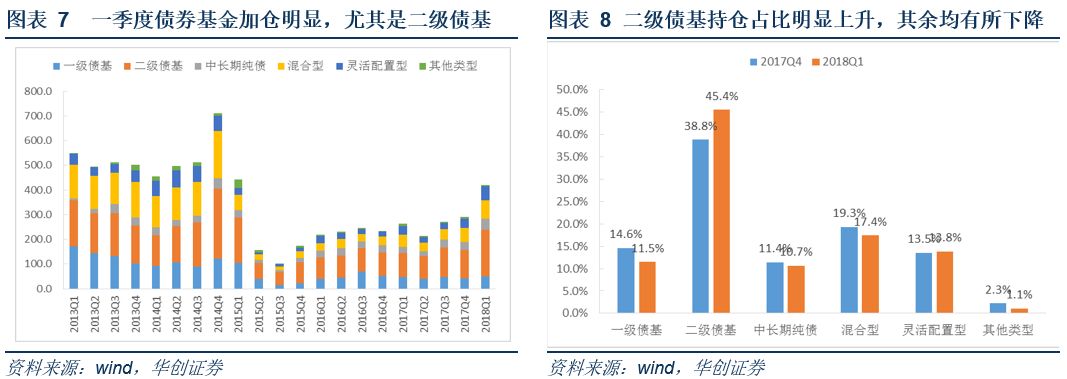 图表 7 一季度债券基金加仓明显，尤其是二级债基
一级债基 二级债基 中长期纯债 混合型 灵活配置型 其他类型
800.0
700.0
600.0
500.0
400.0
300.0
200.0
100.0
0.0
2013Q1 2013Q2 2013Q3 2013Q4 2014Q1 2014Q2 2014Q3 2014Q4 2015Q1 2015Q2 2015Q3 2015Q4 2016Q1 2016Q2 2016Q3 2016Q4 2017Q1 2017Q2 2017Q3 2017Q4 2018Q1
资料来源：wind，华创证券
图表 8 二级债基持仓占比明显上升，其余均有所下降
2017Q4 2018Q1
50.0%
45.0%
40.0%
35.0%
30.0%
25.0%
20.0%
15.0%
10.0%
5.0%
0.0%
14.6% 11.5% 38.8% 45.4% 11.4% 10.7% 19.3% 17.4% 13.5% 13.8% 2.3% 1.1%
一级债基 二级债基 中长期纯债 混合型 灵活配置型 其他类型
资料来源：wind，华创证券